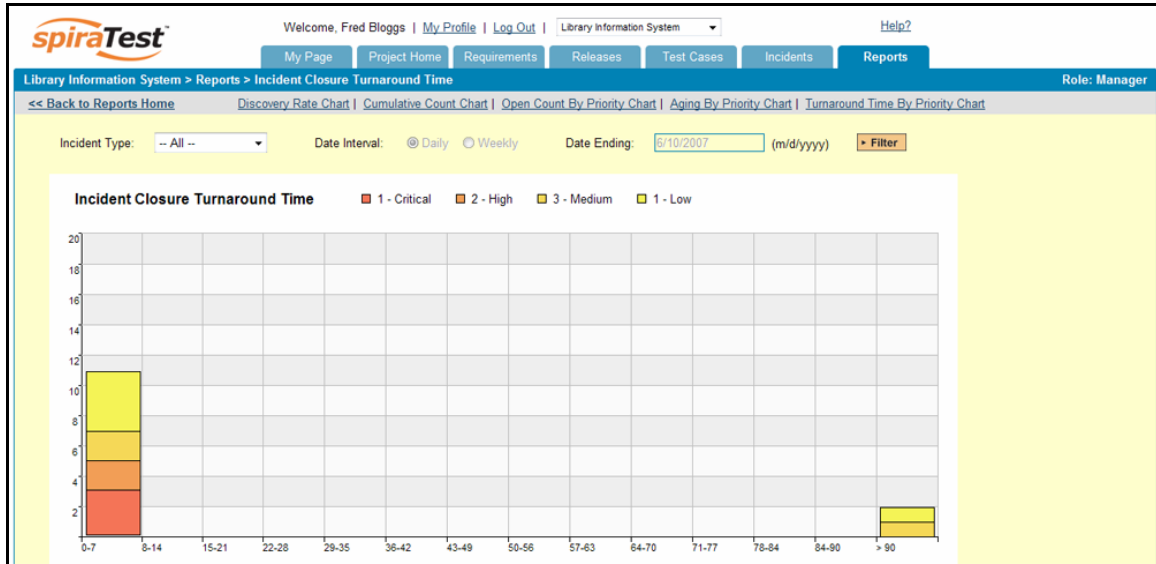 spiraTest™
Welcome, Fred Bloggs | My Profile | Log Out | Library Information System Help?
My Page Project Home Requirements Releases Test Cases Incidents Reports
Library Information System > Reports > Incident Closure Turnaround Time Role: Manager
<< Back to Reports Home Discovery Rate Chart | Cumulative Count Chart | Open Count By Priority Chart | Aging By Priority Chart | Turnaround Time By Priority Chart
Incident Type: -- All -- Date Interval: Daily Weekly Date Ending: 6/10/2007 (m/d/yyyy) Filter
Incident Closure Turnaround Time 1 - Critical 2 - High 3 - Medium 1 - Low
20
18
16
14
12
10
8
6
4
2
0-7 8-14 15-21 22-28 29-35 36-42 43-49 50-56 57-63 64-70 71-77 78-84 84-90 > 90